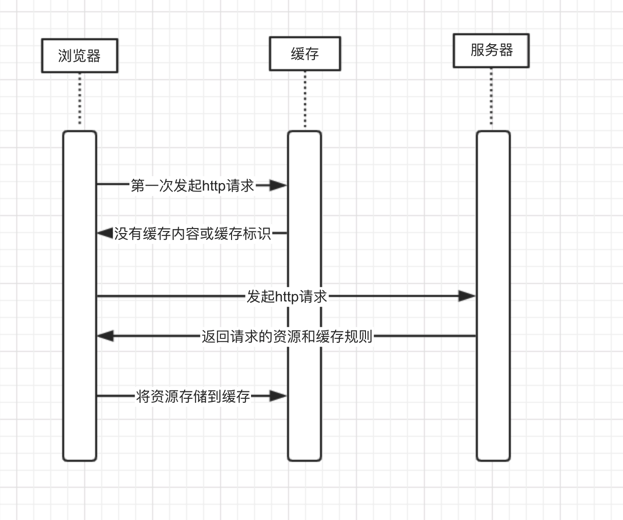 浏览器
缓存
服务器
第一次发起http请求
没有缓存内容或缓存标识
发起http请求
返回请求的资源和缓存规则
将资源存储到缓存